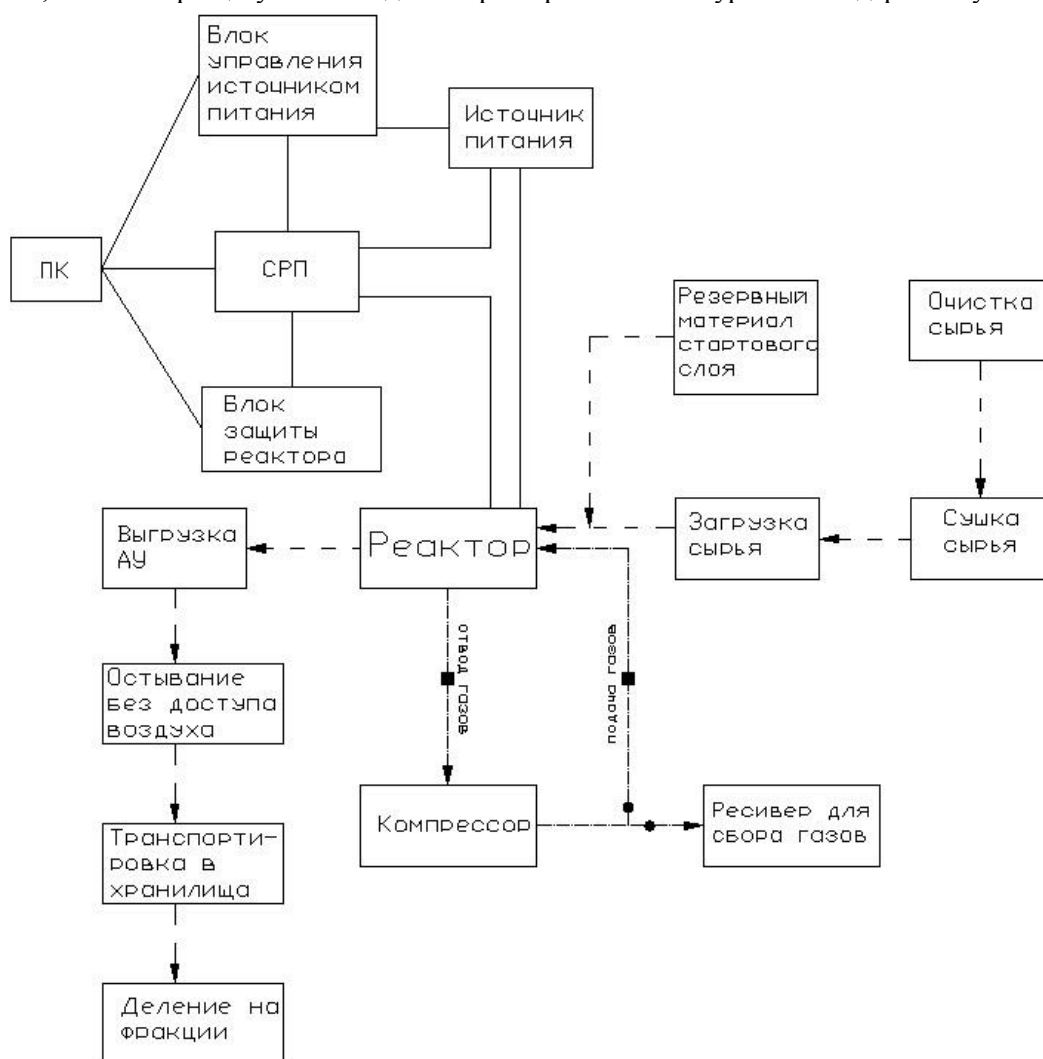 Блок
управления
источником
питания
Источник
питания
ПК
СРП
Резервный
материал
стартового
слоя
Очистка
сырья
Блок
защиты
реактора
Выгрузка
АУ
Реактор
Загрузка
сырья
Сушка
сырья
отвод газов
подача газов
Остывание
без доступа
воздуха
Компрессор
Ресивер для
сбора газов
Транспорти-
ровка в
хранилища
Деление на
фракции